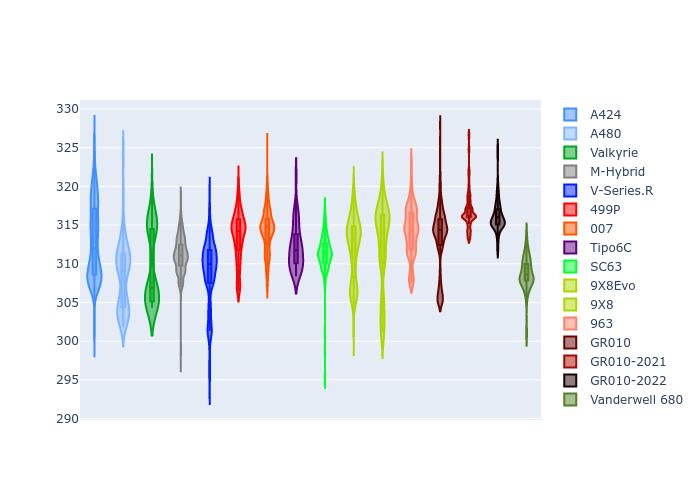 330
325
320
315
310
305
300
295
290
A424
A480
Valkyrie
M-Hybrid
V-Series.R
499P
007
Tipo6C
SC63
9X8Evo
9X8
963
GR010
GR010-2021
GR010-2022
Vanderwell 680